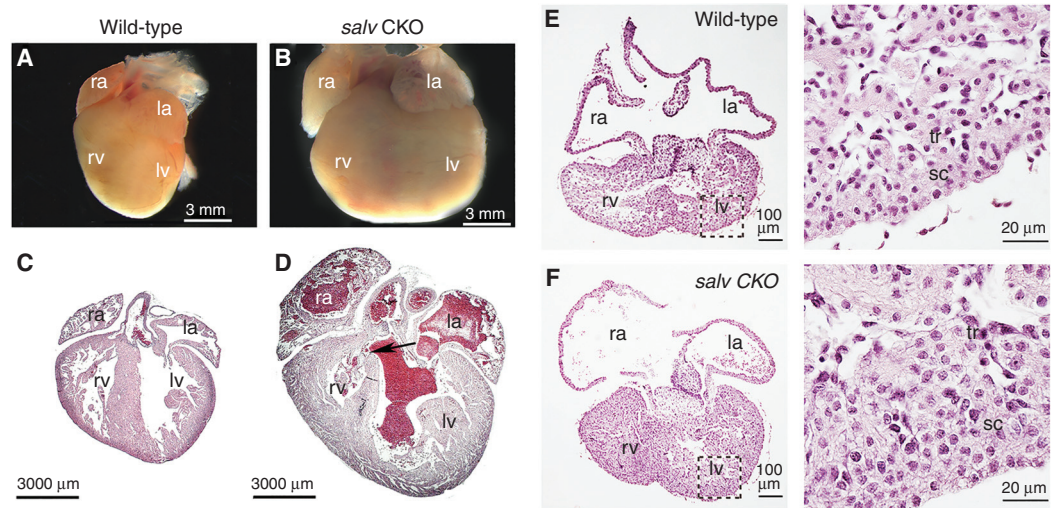 Wild-type
salv CKO
A
ra
la
rv
lv
3 mm
B
ra
la
rv
lv
3 mm
C
ra
la
rv
lv
3000 μm
D
ra
la
rv
lv
3000 μm
E
Wild-type
ra
la
rv
lv
100
μm
tr
sc
20 μm
F
salv CKO
ra
la
rv
lv
100
μm
tr
sc
20 μm